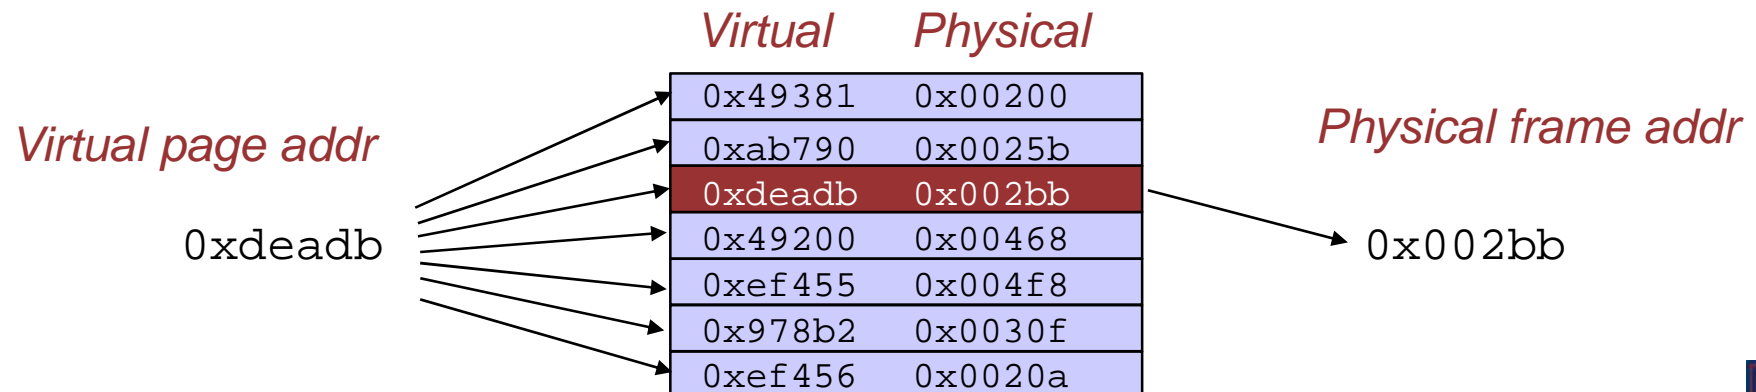 Virtual Physical
0x49381 0x00200
Virtual page addr
Physical frame addr
0xab790 0x0025b
0xdeadb 0x002bb
0xdeadb
0x49200 0x00468
0x002bb
0xef455 0x004f8
0x978b2 0x0030f
0xef456 0x0020a